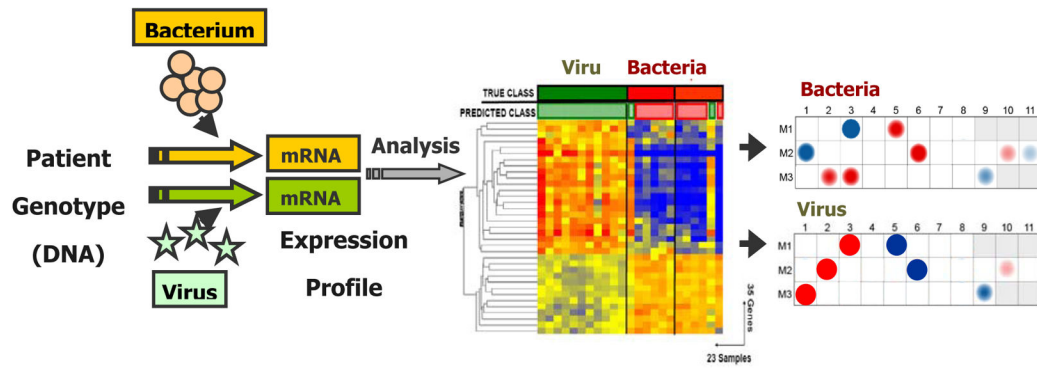 Bacterium
Patient
Genotype
(DNA)
mRNA
mRNA
Virus
Expression
Profile
Analysis
Viru
Bacteria
TRUE CLASS
PREDICTED CLASS
35 Genes
23 Samples
Bacteria
1 2 3 4 5 6 7 8 9 10 11
M1
M2
M3
Virus
1 2 3 4 5 6 7 8 9 10 11
M1
M2
M3